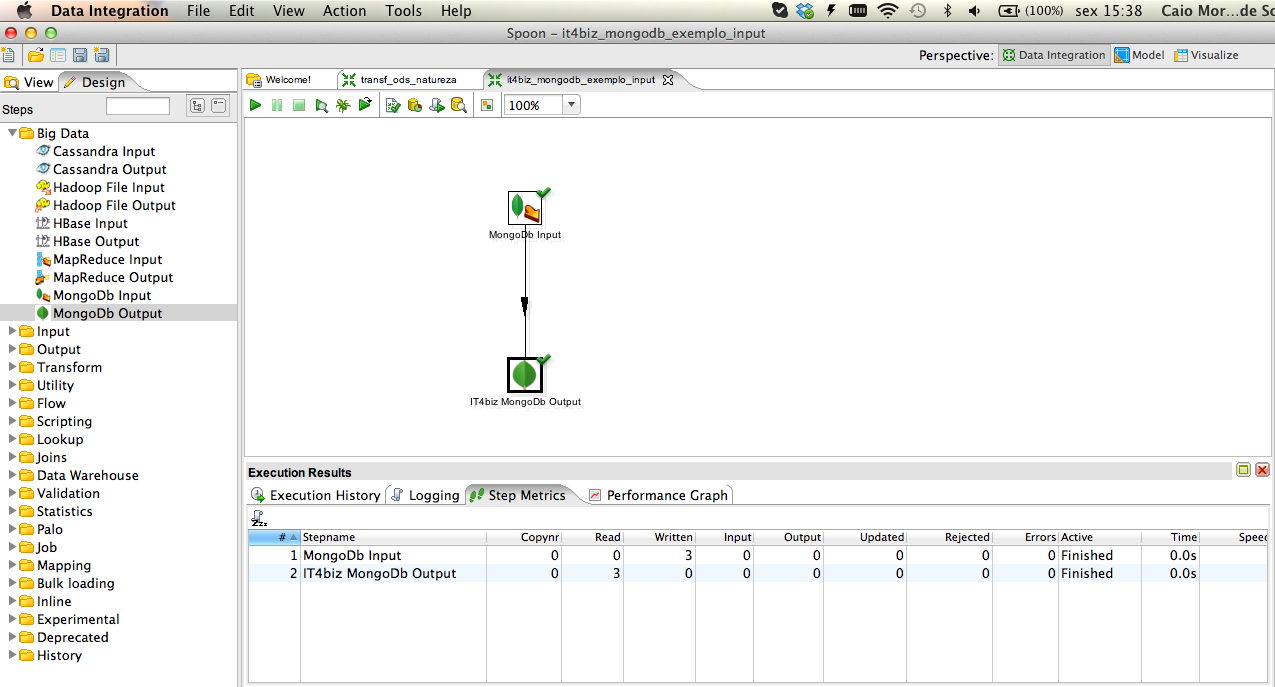 Data Integration File Edit View Action Tools Help (100%) sex 15:38 Caio Mor...de So
Spoon - it4biz_mongodb_exemplo_input
Perspective: Data Integration Model Visualize
View Design
Welcome! transf_ods_natureza it4biz_mongodb_exemplo_input
Steps
100%
Big Data
Cassandra Input
Cassandra Output
Hadoop File Input
Hadoop File Output
HBase Input
HBase Output
MapReduce Input
MapReduce Output
MongoDb Input
MongoDb Output
Input
Output
Transform
Utility
Flow
Scripting
Lookup
Joins
Data Warehouse
Validation
Statistics
Palo
Job
Mapping
Bulk loading
Inline
Experimental
Deprecated
History
MongoDb Input
IT4biz MongoDb Output
Execution Results
Execution History Logging Step Metrics Performance Graph
# Stepname Copynr Read Written Input Output Updated Rejected Errors Active Time Speed
1 MongoDb Input 0 0 3 0 0 0 0 0 Finished 0.0s
2 IT4biz MongoDb Output 0 3 0 0 0 0 0 0 Finished 0.0s